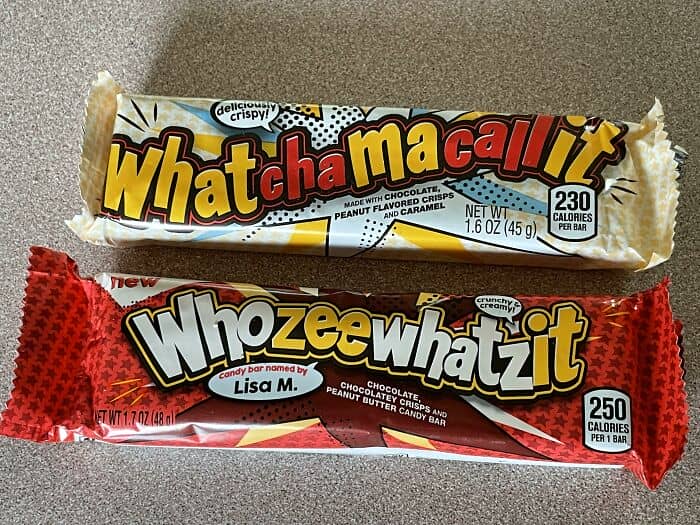 deliciously
crispy!
Whatchamacallit
MADE WITH CHOCOLATE,
PEANUT FLAVORED CRISPS
AND CARAMEL
NET WT
1.6 OZ (45 g)
230
CALORIES
PER BAR
new
crunchy &
creamy!
Whozeewhatzit
candy bar named by
Lisa M.
CHOCOLATE,
CHOCOLATEY CRISPS AND
PEANUT BUTTER CANDY BAR
NET WT 1.7 OZ (48 g)
250
CALORIES
PER 1 BAR